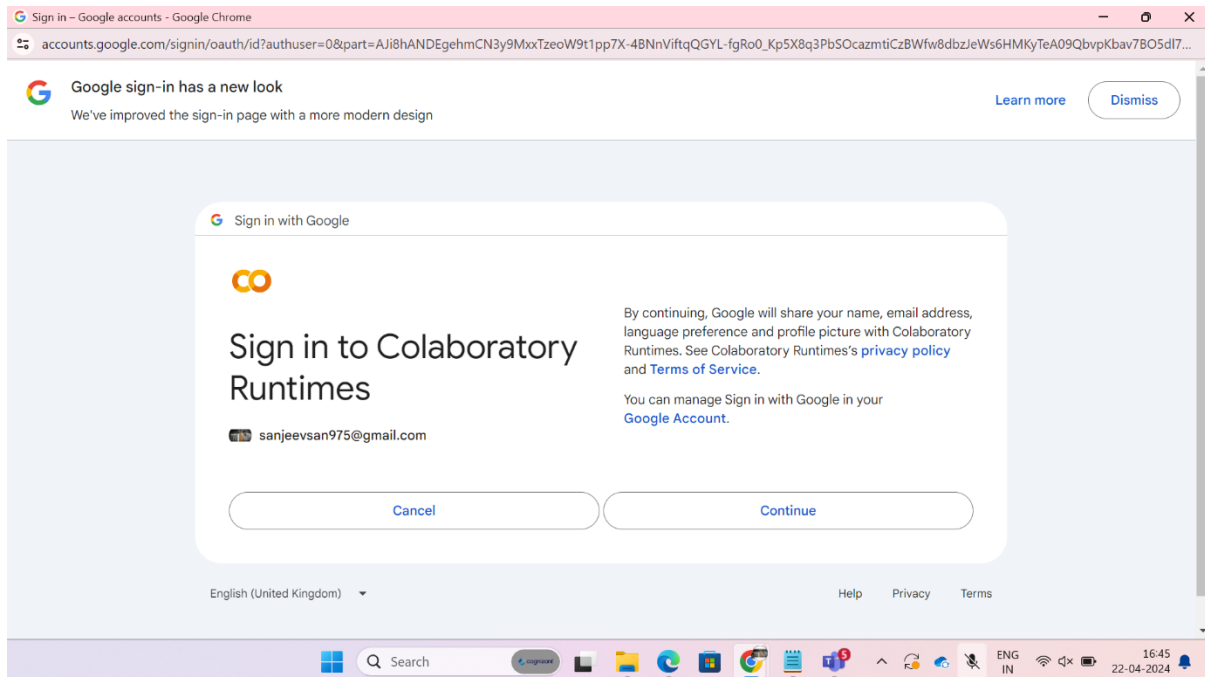 Sign in – Google accounts - Google Chrome
accounts.google.com/signin/oauth/id?authuser=0&part=AJi8hANDEgehmCN3y9MxxTzeoW9t1pp7X-4BNnViftqQGYL-fgRo0_Kp5X8q3PbSOcazmtiCzBWfw8dbzJeWs6HMKyTeA09QbvpKbav7BO5dl7...
Google sign-in has a new look
We've improved the sign-in page with a more modern design
Learn more
Dismiss
Sign in with Google
Sign in to Colaboratory
Runtimes
sanjeevsan975@gmail.com
By continuing, Google will share your name, email address,
language preference and profile picture with Colaboratory
Runtimes. See Colaboratory Runtimes's privacy policy
and Terms of Service.
You can manage Sign in with Google in your
Google Account.
Cancel
Continue
English (United Kingdom)
Help Privacy Terms
Search
cognizant
5
ENG
IN
16:45
22-04-2024